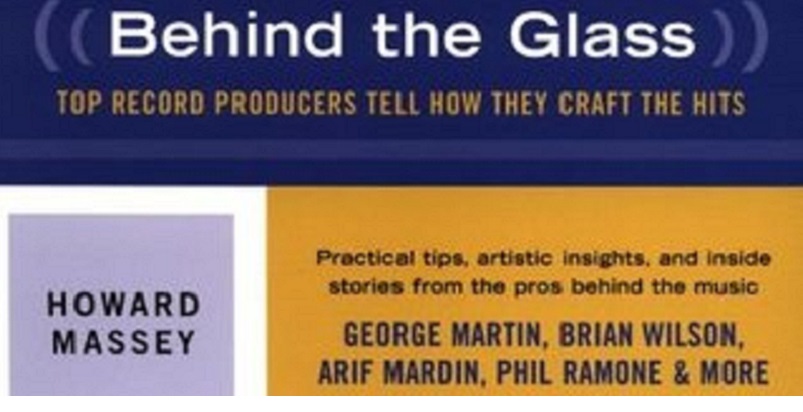 Behind the Glass
TOP RECORD PRODUCERS TELL HOW THEY CRAFT THE HITS
HOWARD
MASSEY
Practical tips, artistic insights, and inside
stories from the pros behind the music
GEORGE MARTIN, BRIAN WILSON,
ARIF MARDIN, PHIL RAMONE & MORE